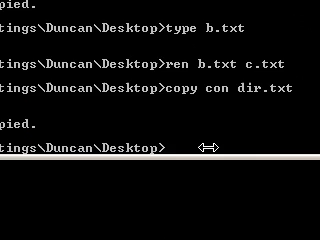 pied.
tings\Duncan\Desktop>type b.txt
tings\Duncan\Desktop>ren b.txt c.txt
tings\Duncan\Desktop>copy con dir.txt
pied.
tings\Duncan\Desktop>